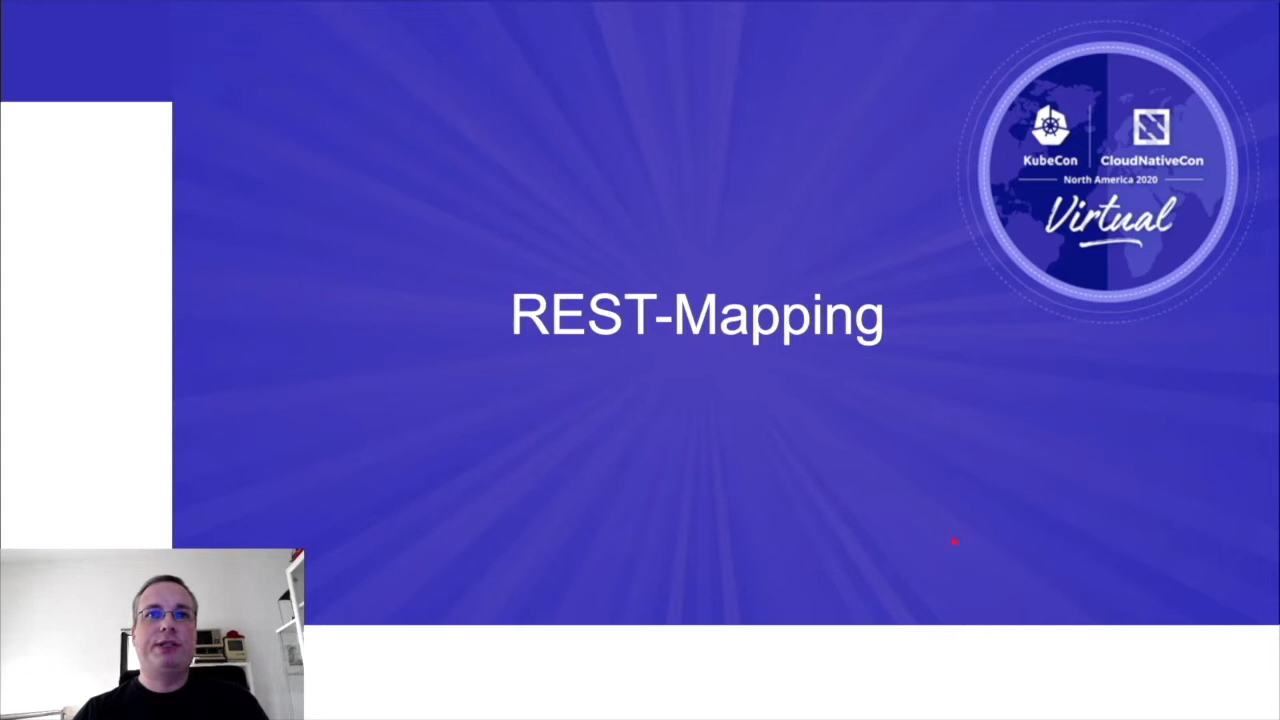 KubeCon
CloudNativeCon
North America 2020
Virtual
REST-Mapping